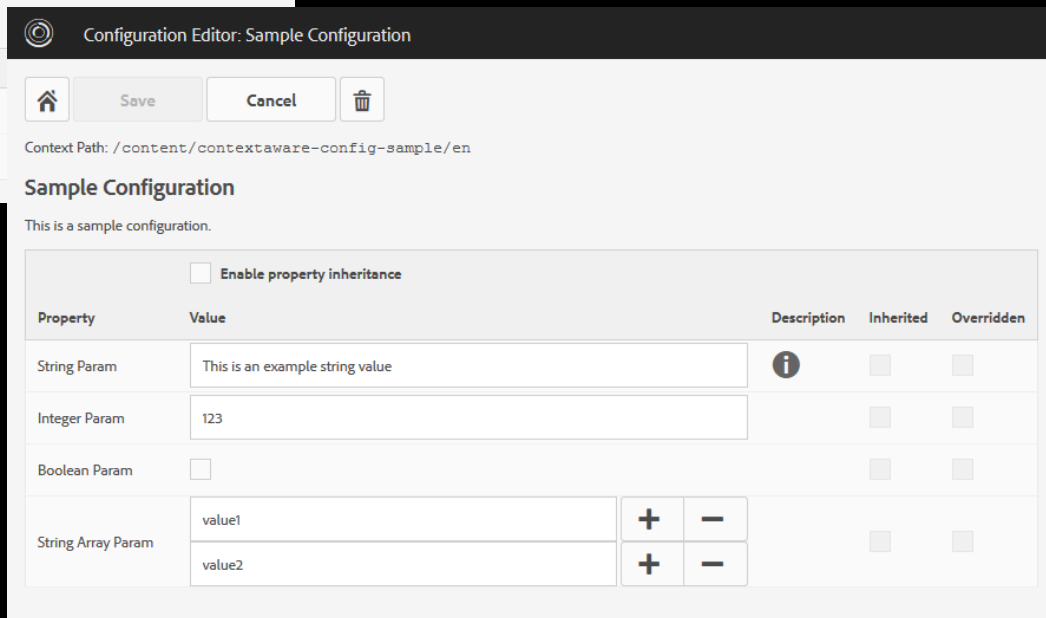 Configuration Editor: Sample Configuration
Save Cancel
Context Path: /content/contextaware-config-sample/en
Sample Configuration
This is a sample configuration.
Enable property inheritance
Property Value Description Inherited Overridden
String Param This is an example string value
Integer Param 123
Boolean Param
value1
String Array Param
value2